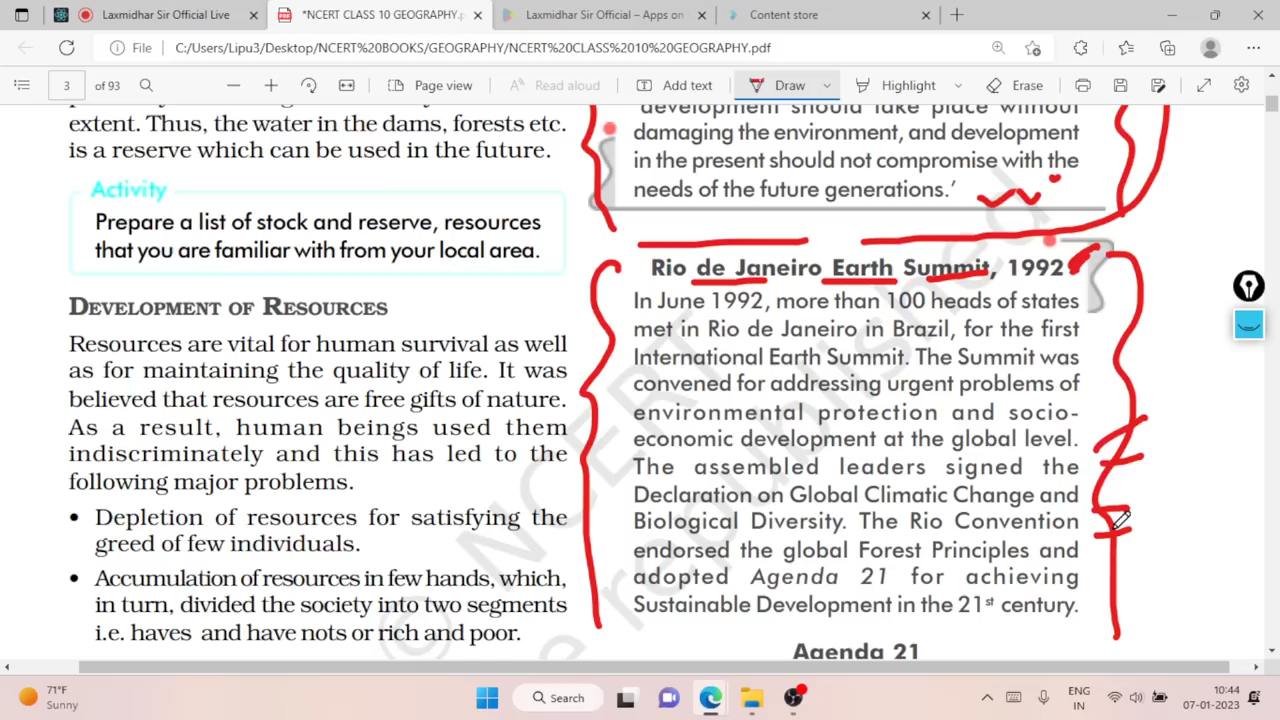 Laxmidhar Sir Official Live
*NCERT CLASS 10 GEOGRAPHY.p
Laxmidhar Sir Official – Apps on
Content store
File
C:/Users/Lipu3/Desktop/NCERT%20BOOKS/GEOGRAPHY/NCERT%20CLASS%2010%20GEOGRAPHY.pdf
3 of 93
Page view
Read aloud
Add text
Draw
Highlight
Erase
extent. Thus, the water in the dams, forests etc.
is a reserve which can be used in the future.
Activity
Prepare a list of stock and reserve, resources
that you are familiar with from your local area.
DEVELOPMENT OF RESOURCES
Resources are vital for human survival as well
as for maintaining the quality of life. It was
believed that resources are free gifts of nature.
As a result, human beings used them
indiscriminately and this has led to the
following major problems.
• Depletion of resources for satisfying the
greed of few individuals.
• Accumulation of resources in few hands, which,
in turn, divided the society into two segments
i.e. haves and have nots or rich and poor.
development should take place without
damaging the environment, and development
in the present should not compromise with the
needs of the future generations.’
Rio de Janeiro Earth Summit, 1992
In June 1992, more than 100 heads of states
met in Rio de Janeiro in Brazil, for the first
International Earth Summit. The Summit was
convened for addressing urgent problems of
environmental protection and socio-
economic development at the global level.
The assembled leaders signed the
Declaration on Global Climatic Change and
Biological Diversity. The Rio Convention
endorsed the global Forest Principles and
adopted Agenda 21 for achieving
Sustainable Development in the 21st century.
Agenda 21
© NCERT
republished
71°F
Sunny
Search
ENG
IN
10:44
07-01-2023